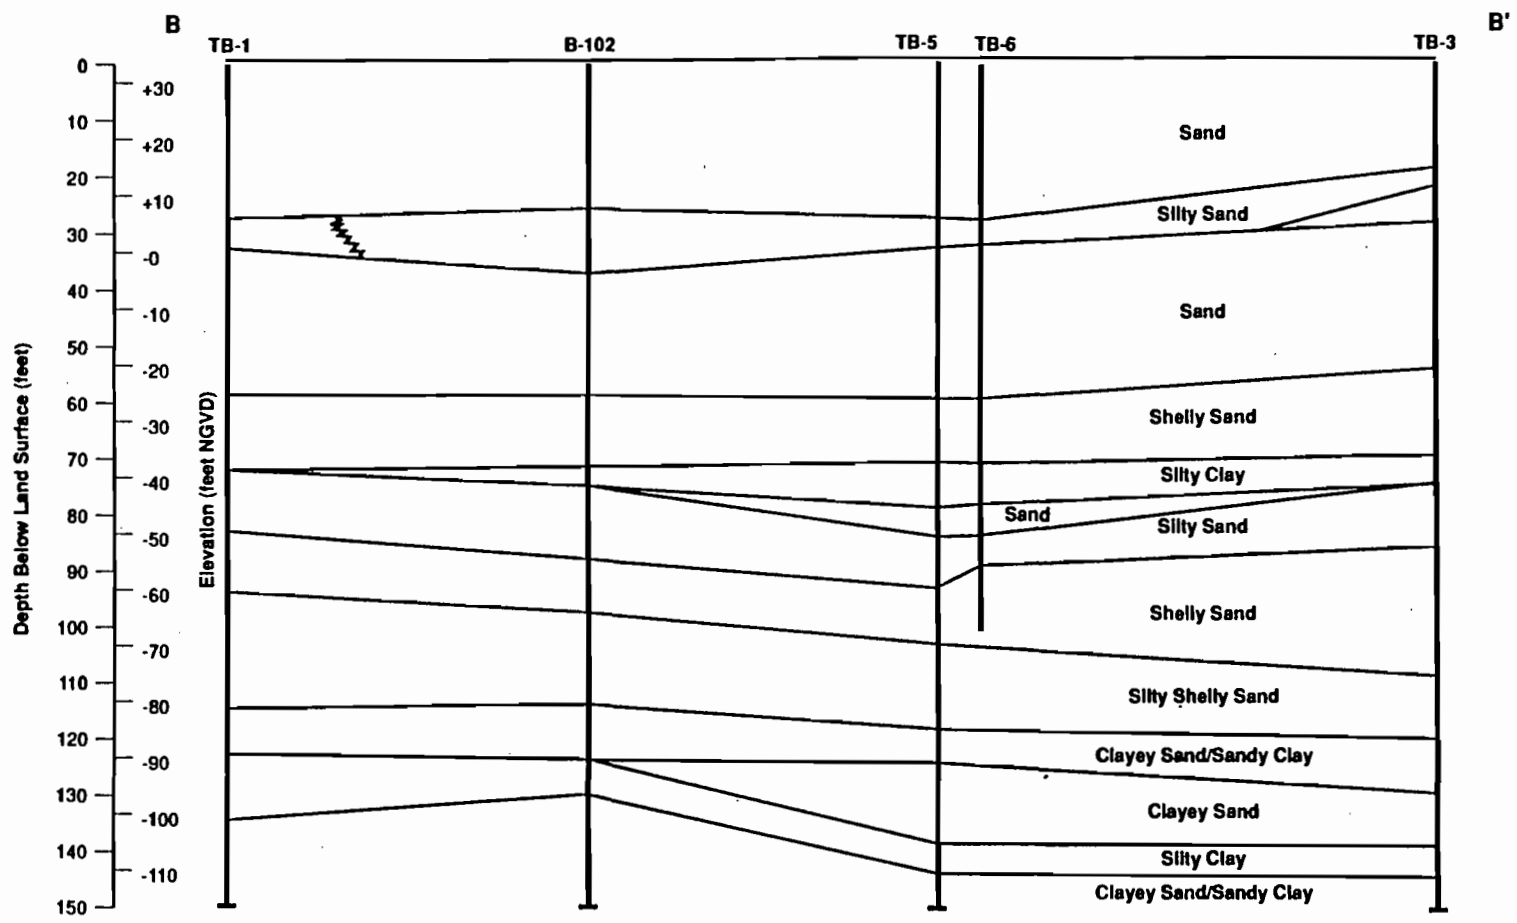 B
B'
TB-1
B-102
TB-5
TB-6
TB-3
0
+30
10
+20
20
+10
30
-0
40
-10
50
-20
60
-30
70
-40
80
-50
90
-60
100
-70
110
-80
120
-90
130
-100
140
-110
150
Depth Below Land Surface (feet)
Elevation (feet NGVD)
Sand
Silty Sand
Sand
Shelly Sand
Silty Clay
Sand
Silty Sand
Shelly Sand
Silty Shelly Sand
Clayey Sand/Sandy Clay
Clayey Sand
Silty Clay
Clayey Sand/Sandy Clay